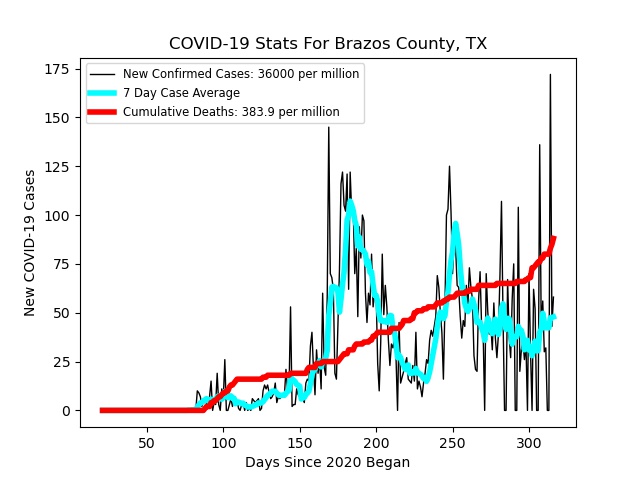 COVID-19 Stats For Brazos County, TX
New Confirmed Cases: 36000 per million
7 Day Case Average
Cumulative Deaths: 383.9 per million
New COVID-19 Cases
175
150
125
100
75
50
25
0
50 100 150 200 250 300
Days Since 2020 Began